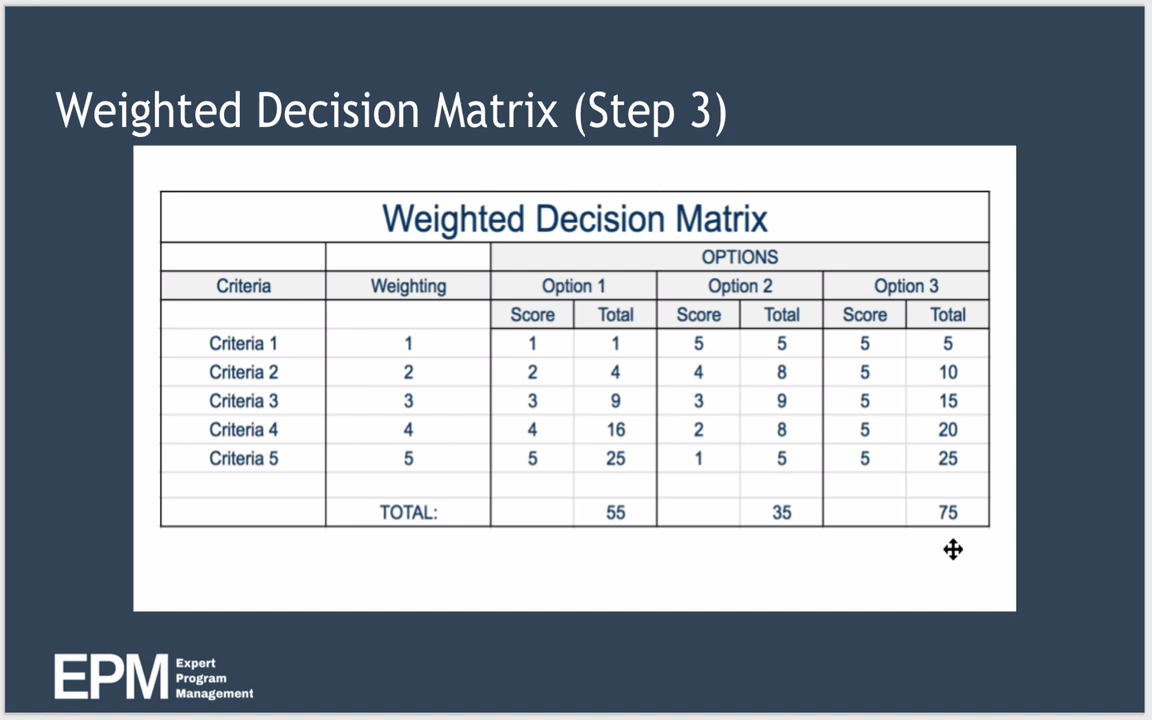 Weighted Decision Matrix (Step 3)
Weighted Decision Matrix
OPTIONS
Criteria Weighting Option 1 Option 2 Option 3
Score Total Score Total Score Total
Criteria 1 1 1 1 5 5 5 5
Criteria 2 2 2 4 4 8 5 10
Criteria 3 3 3 9 3 9 5 15
Criteria 4 4 4 16 2 8 5 20
Criteria 5 5 5 25 1 5 5 25
TOTAL: 55 35 75
EPM
Expert
Program
Management